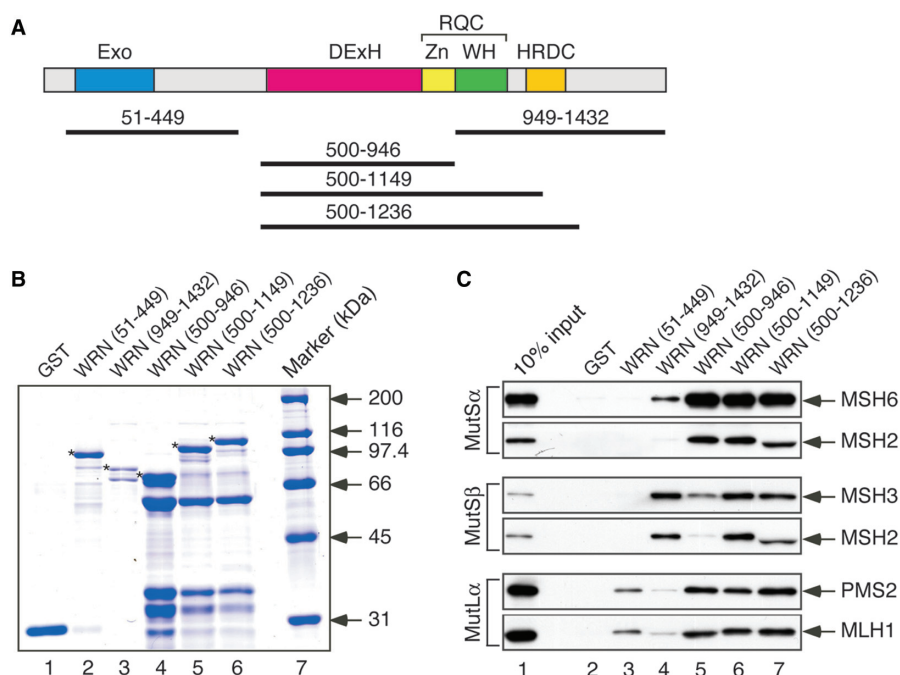 A
RQC
Exo
DExH
Zn
WH
HRDC
51-449
949-1432
500-946
500-1149
500-1236
B
GST
WRN (51-449)
WRN (949-1432)
WRN (500-946)
WRN (500-1149)
WRN (500-1236)
Marker (kDa)
*
*
*
*
*
200
116
97.4
66
45
31
1 2 3 4 5 6 7
C
10% input
GST
WRN (51-449)
WRN (949-1432)
WRN (500-946)
WRN (500-1149)
WRN (500-1236)
MutSα
MSH6
MSH2
MutSβ
MSH3
MSH2
MutLα
PMS2
MLH1
1 2 3 4 5 6 7